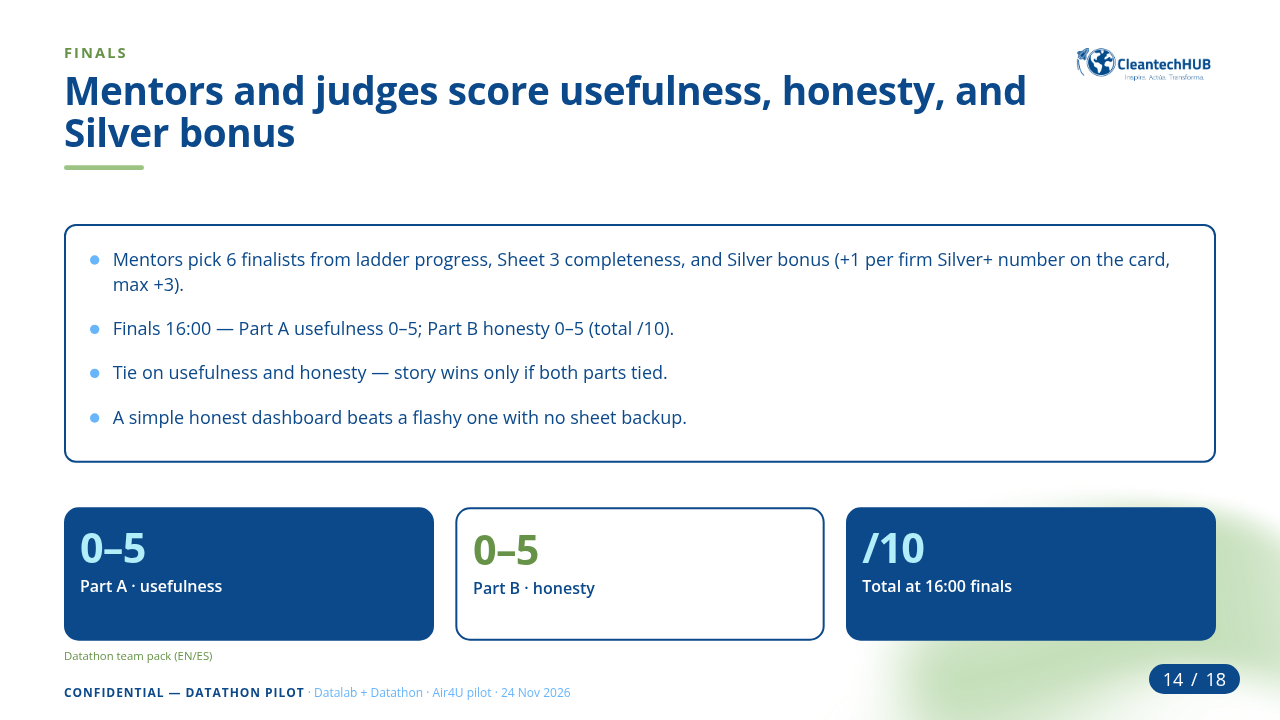 FINALS
Mentors and judges score usefulness, honesty, and
Silver bonus
CleantechHUB
Inspira. Actúa. Transforma.
Mentors pick 6 finalists from ladder progress, Sheet 3 completeness, and Silver bonus (+1 per firm Silver+ number on the card,
max +3).
Finals 16:00 — Part A usefulness 0–5; Part B honesty 0–5 (total /10).
Tie on usefulness and honesty — story wins only if both parts tied.
A simple honest dashboard beats a flashy one with no sheet backup.
0–5
Part A · usefulness
0–5
Part B · honesty
/10
Total at 16:00 finals
Datathon team pack (EN/ES)
CONFIDENTIAL — DATATHON PILOT · Datalab + Datathon · Air4U pilot · 24 Nov 2026
14 / 18